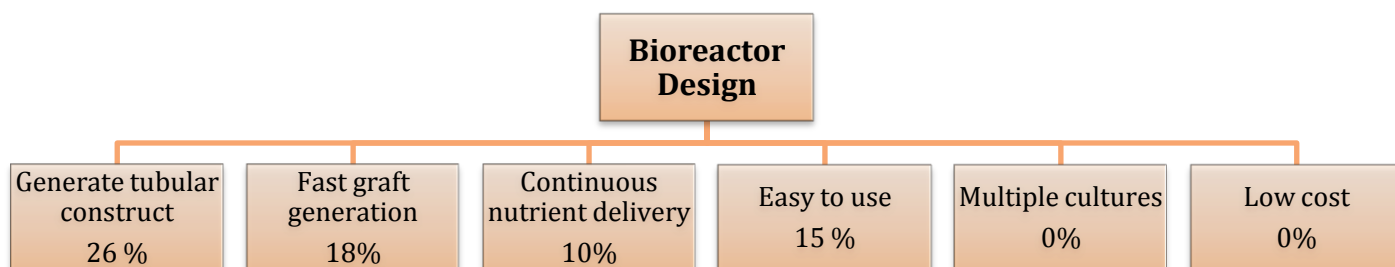 Bioreactor
Design
Generate tubular
construct
26 %
Fast graft
generation
18%
Continuous
nutrient delivery
10%
Easy to use
15 %
Multiple cultures
0%
Low cost
0%